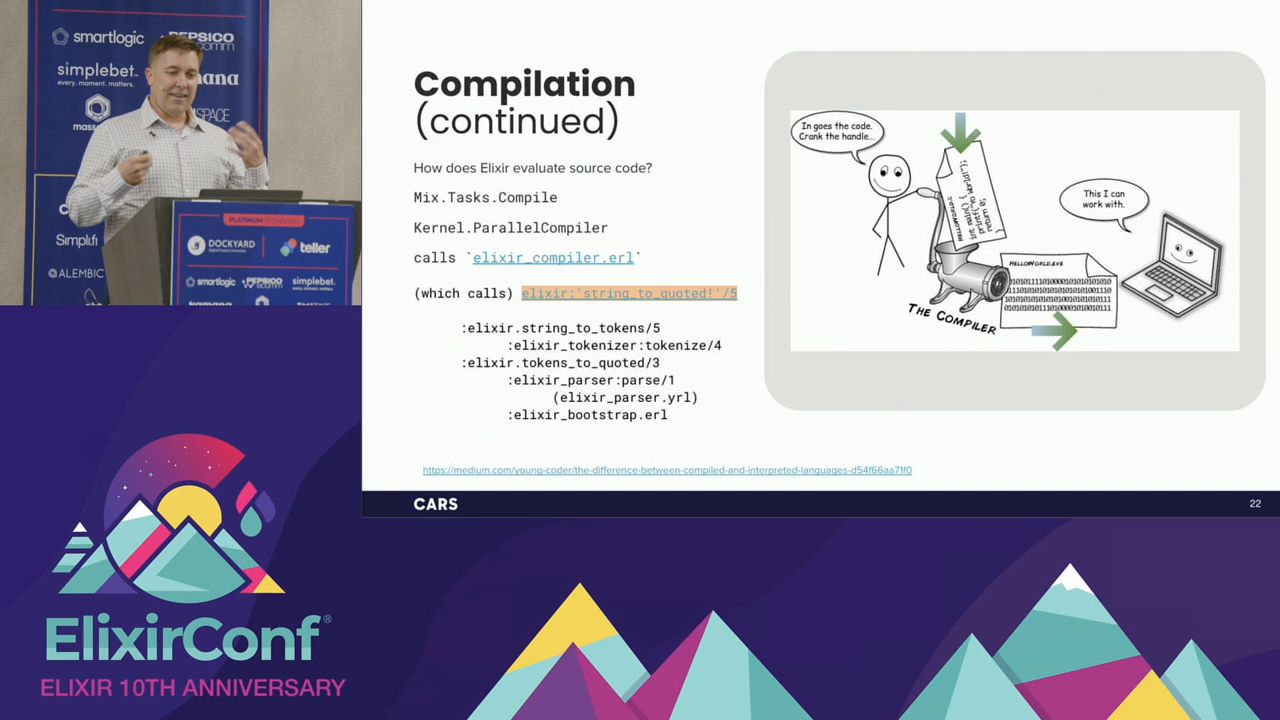 smartlogic
PEPSICO
simplebet
every. moment. matters.
PLATINUM SPONSORS
DOCKYARD
teller
smartlogic
PEPSICO
simplebet.
ALEMBIC
ElixirConf®
ELIXIR 10TH ANNIVERSARY
Compilation
(continued)
How does Elixir evaluate source code?
Mix.Tasks.Compile
Kernel.ParallelCompiler
calls `elixir_compiler.erl`
(which calls) elixir:'string_to_quoted!'/5
:elixir.string_to_tokens/5
:elixir_tokenizer:tokenize/4
:elixir.tokens_to_quoted/3
:elixir_parser:parse/1
(elixir_parser.yrl)
:elixir_bootstrap.erl
In goes the code.
Crank the handle...
This I can
work with.
HELLOWORLD.EXE
THE COMPILER
https://medium.com/young-coder/the-difference-between-compiled-and-interpreted-languages-d54f66aa71f0
CARS
22